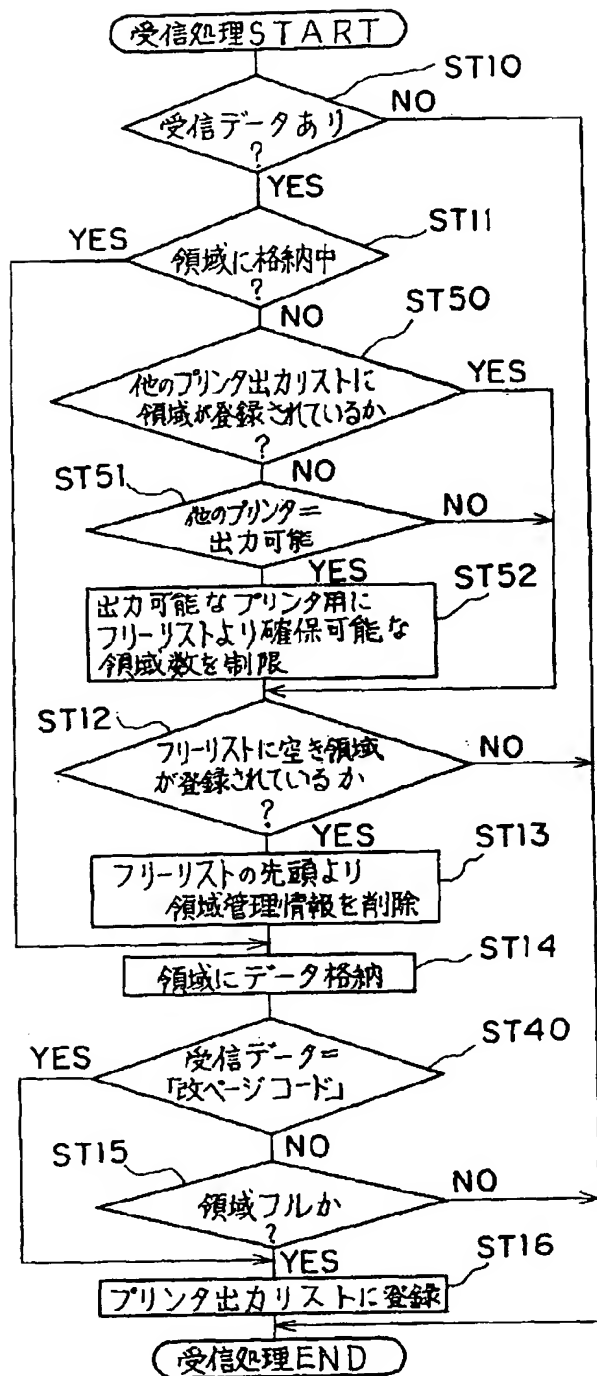 受信処理START
ST10
NO
受信データあり
?
YES
ST11
YES
領域に格納中
?
NO
ST50
他のプリンタ出力リストに
領域が登録されているか
?
YES
NO
ST51
他のプリンタ=
出力可能
NO
YES
ST52
出力可能なプリンタ用に
フリーリストより確保可能な
領域数を制限
ST12
フリーリストに空き領域
が登録されているか
?
NO
YES
ST13
フリーリストの先頭より
領域管理情報を削除
ST14
領域にデータ格納
ST40
YES
受信データ=
「改ページコード」
NO
ST15
領域フルか
?
NO
YES
ST16
プリンタ出力リストに登録
受信処理END